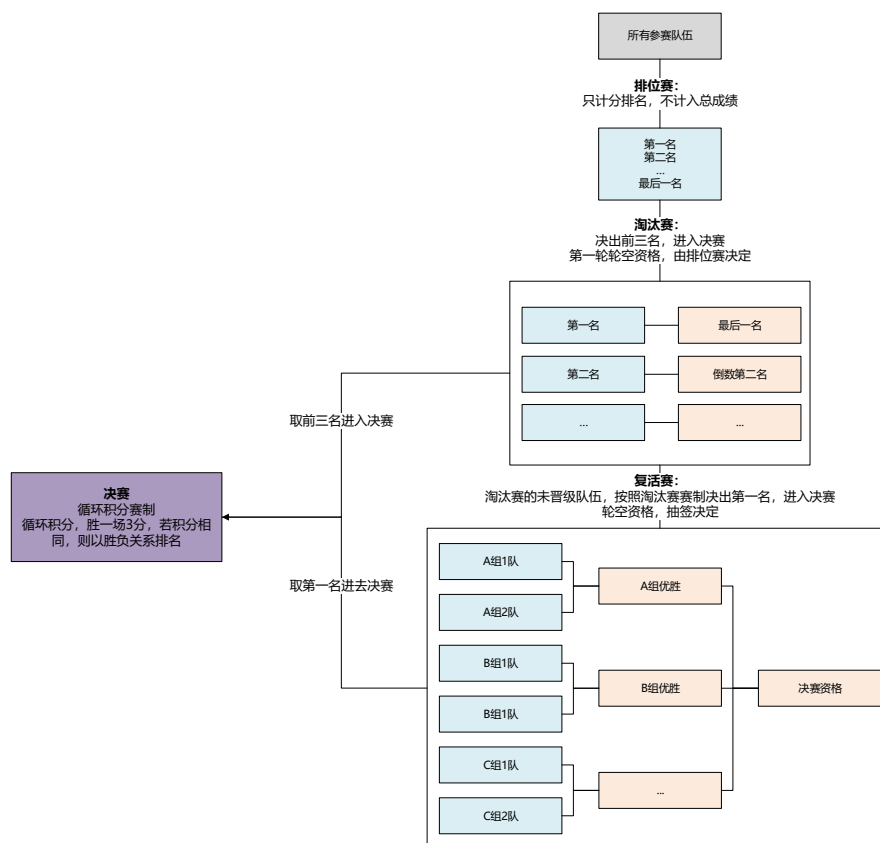 所有参赛队伍
排位赛：
只计分排名，不计入总成绩
第一名
第二名
...
最后一名
淘汰赛：
决出前三名，进入决赛
第一轮轮空资格，由排位赛决定
第一名
最后一名
第二名
倒数第二名
...
...
取前三名进入决赛
复活赛：
淘汰赛的未晋级队伍，按照淘汰赛赛制决出第一名，进入决赛
轮空资格，抽签决定
决赛
循环积分赛制
循环积分，胜一场3分，若积分相
同，则以胜负关系排名
取第一名进去决赛
A组1队
A组2队
A组优胜
B组1队
B组1队
B组优胜
决赛资格
C组1队
C组2队
...